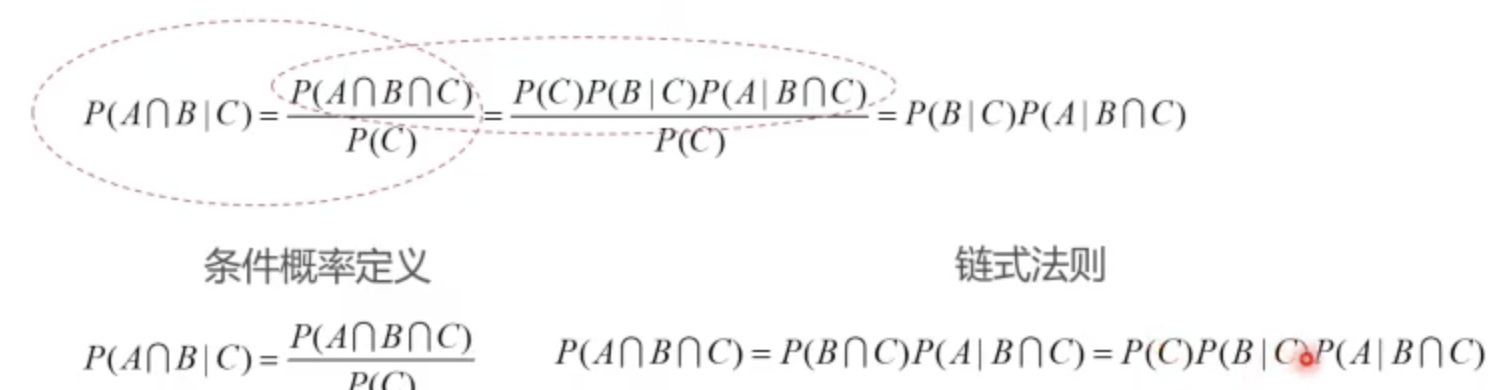 P(A⋂B|C) = P(A⋂B⋂C) / P(C) = P(C)P(B|C)P(A|B⋂C) / P(C) = P(B|C)P(A|B⋂C)
条件概率定义 链式法则
P(A⋂B|C) = P(A⋂B⋂C) / P(C) P(A⋂B⋂C) = P(B⋂C)P(A|B⋂C) = P(C)P(B|C)P(A|B⋂C)